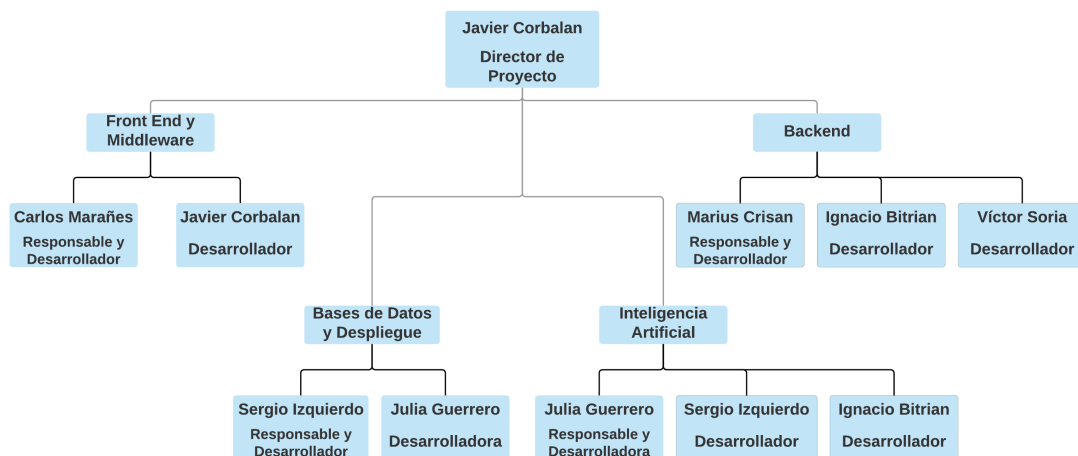 Javier Corbalan
Director de
Proyecto
Front End y
Middleware
Backend
Carlos Marañes
Responsable y
Desarrollador
Javier Corbalan
Desarrollador
Marius Crisan
Responsable y
Desarrollador
Ignacio Bitrian
Desarrollador
Víctor Soria
Desarrollador
Bases de Datos
y Despliegue
Inteligencia
Artificial
Sergio Izquierdo
Responsable y
Desarrollador
Julia Guerrero
Desarrolladora
Julia Guerrero
Responsable y
Desarrolladora
Sergio Izquierdo
Desarrollador
Ignacio Bitrian
Desarrollador